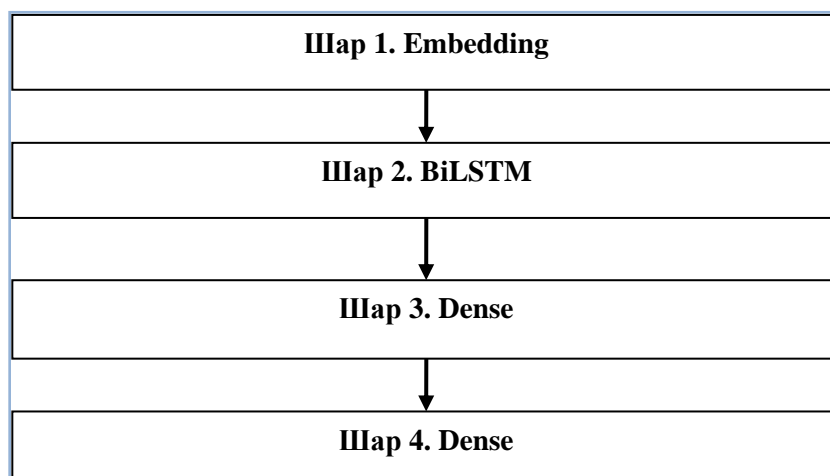 Шар 1. Embedding
Шар 2. BiLSTM
Шар 3. Dense
Шар 4. Dense